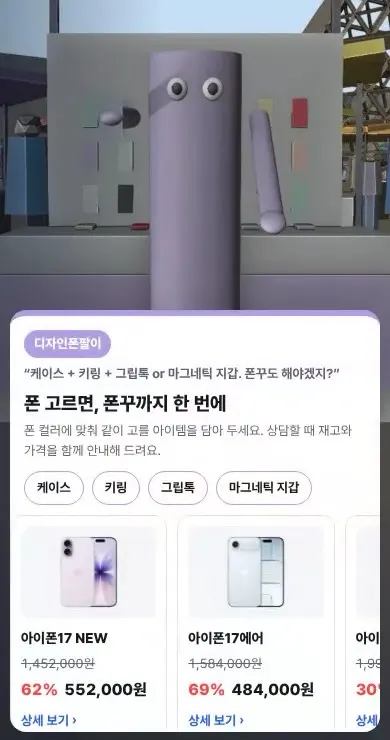 디자인폰팔이
“케이스 + 키링 + 그립톡 or 마그네틱 지갑. 폰꾸도 해야겠지?”
폰 고르면, 폰꾸까지 한 번에
폰 컬러에 맞춰 같이 고를 아이템을 담아 두세요. 상담할 때 재고와
가격을 함께 안내해 드려요.
케이스 키링 그립톡 마그네틱 지갑
아이폰17 NEW
1,452,000원
62% 552,000원
상세 보기 ›
아이폰17에어
1,584,000원
69% 484,000원
상세 보기 ›
아이
1,99
30
상세